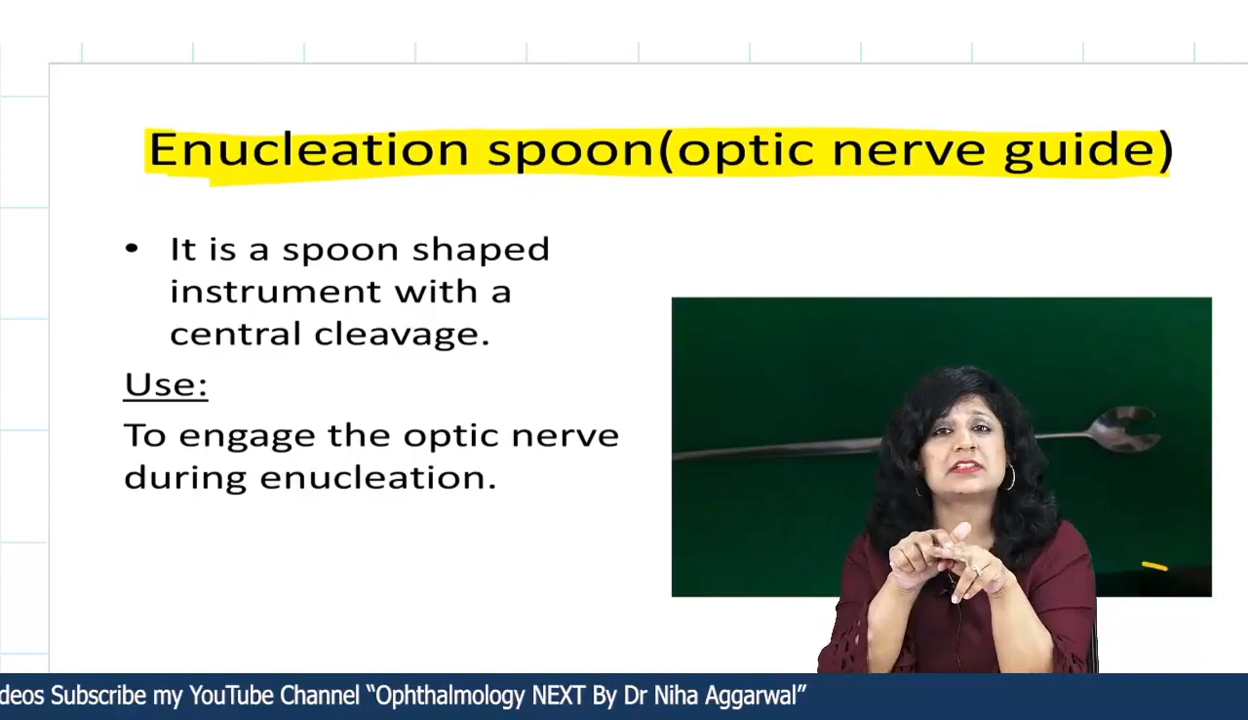 Enucleation spoon(optic nerve guide)
• It is a spoon shaped
instrument with a
central cleavage.
Use:
To engage the optic nerve
during enucleation.
Subscribe my YouTube Channel “Ophthalmology NEXT By Dr Niha Aggarwal”